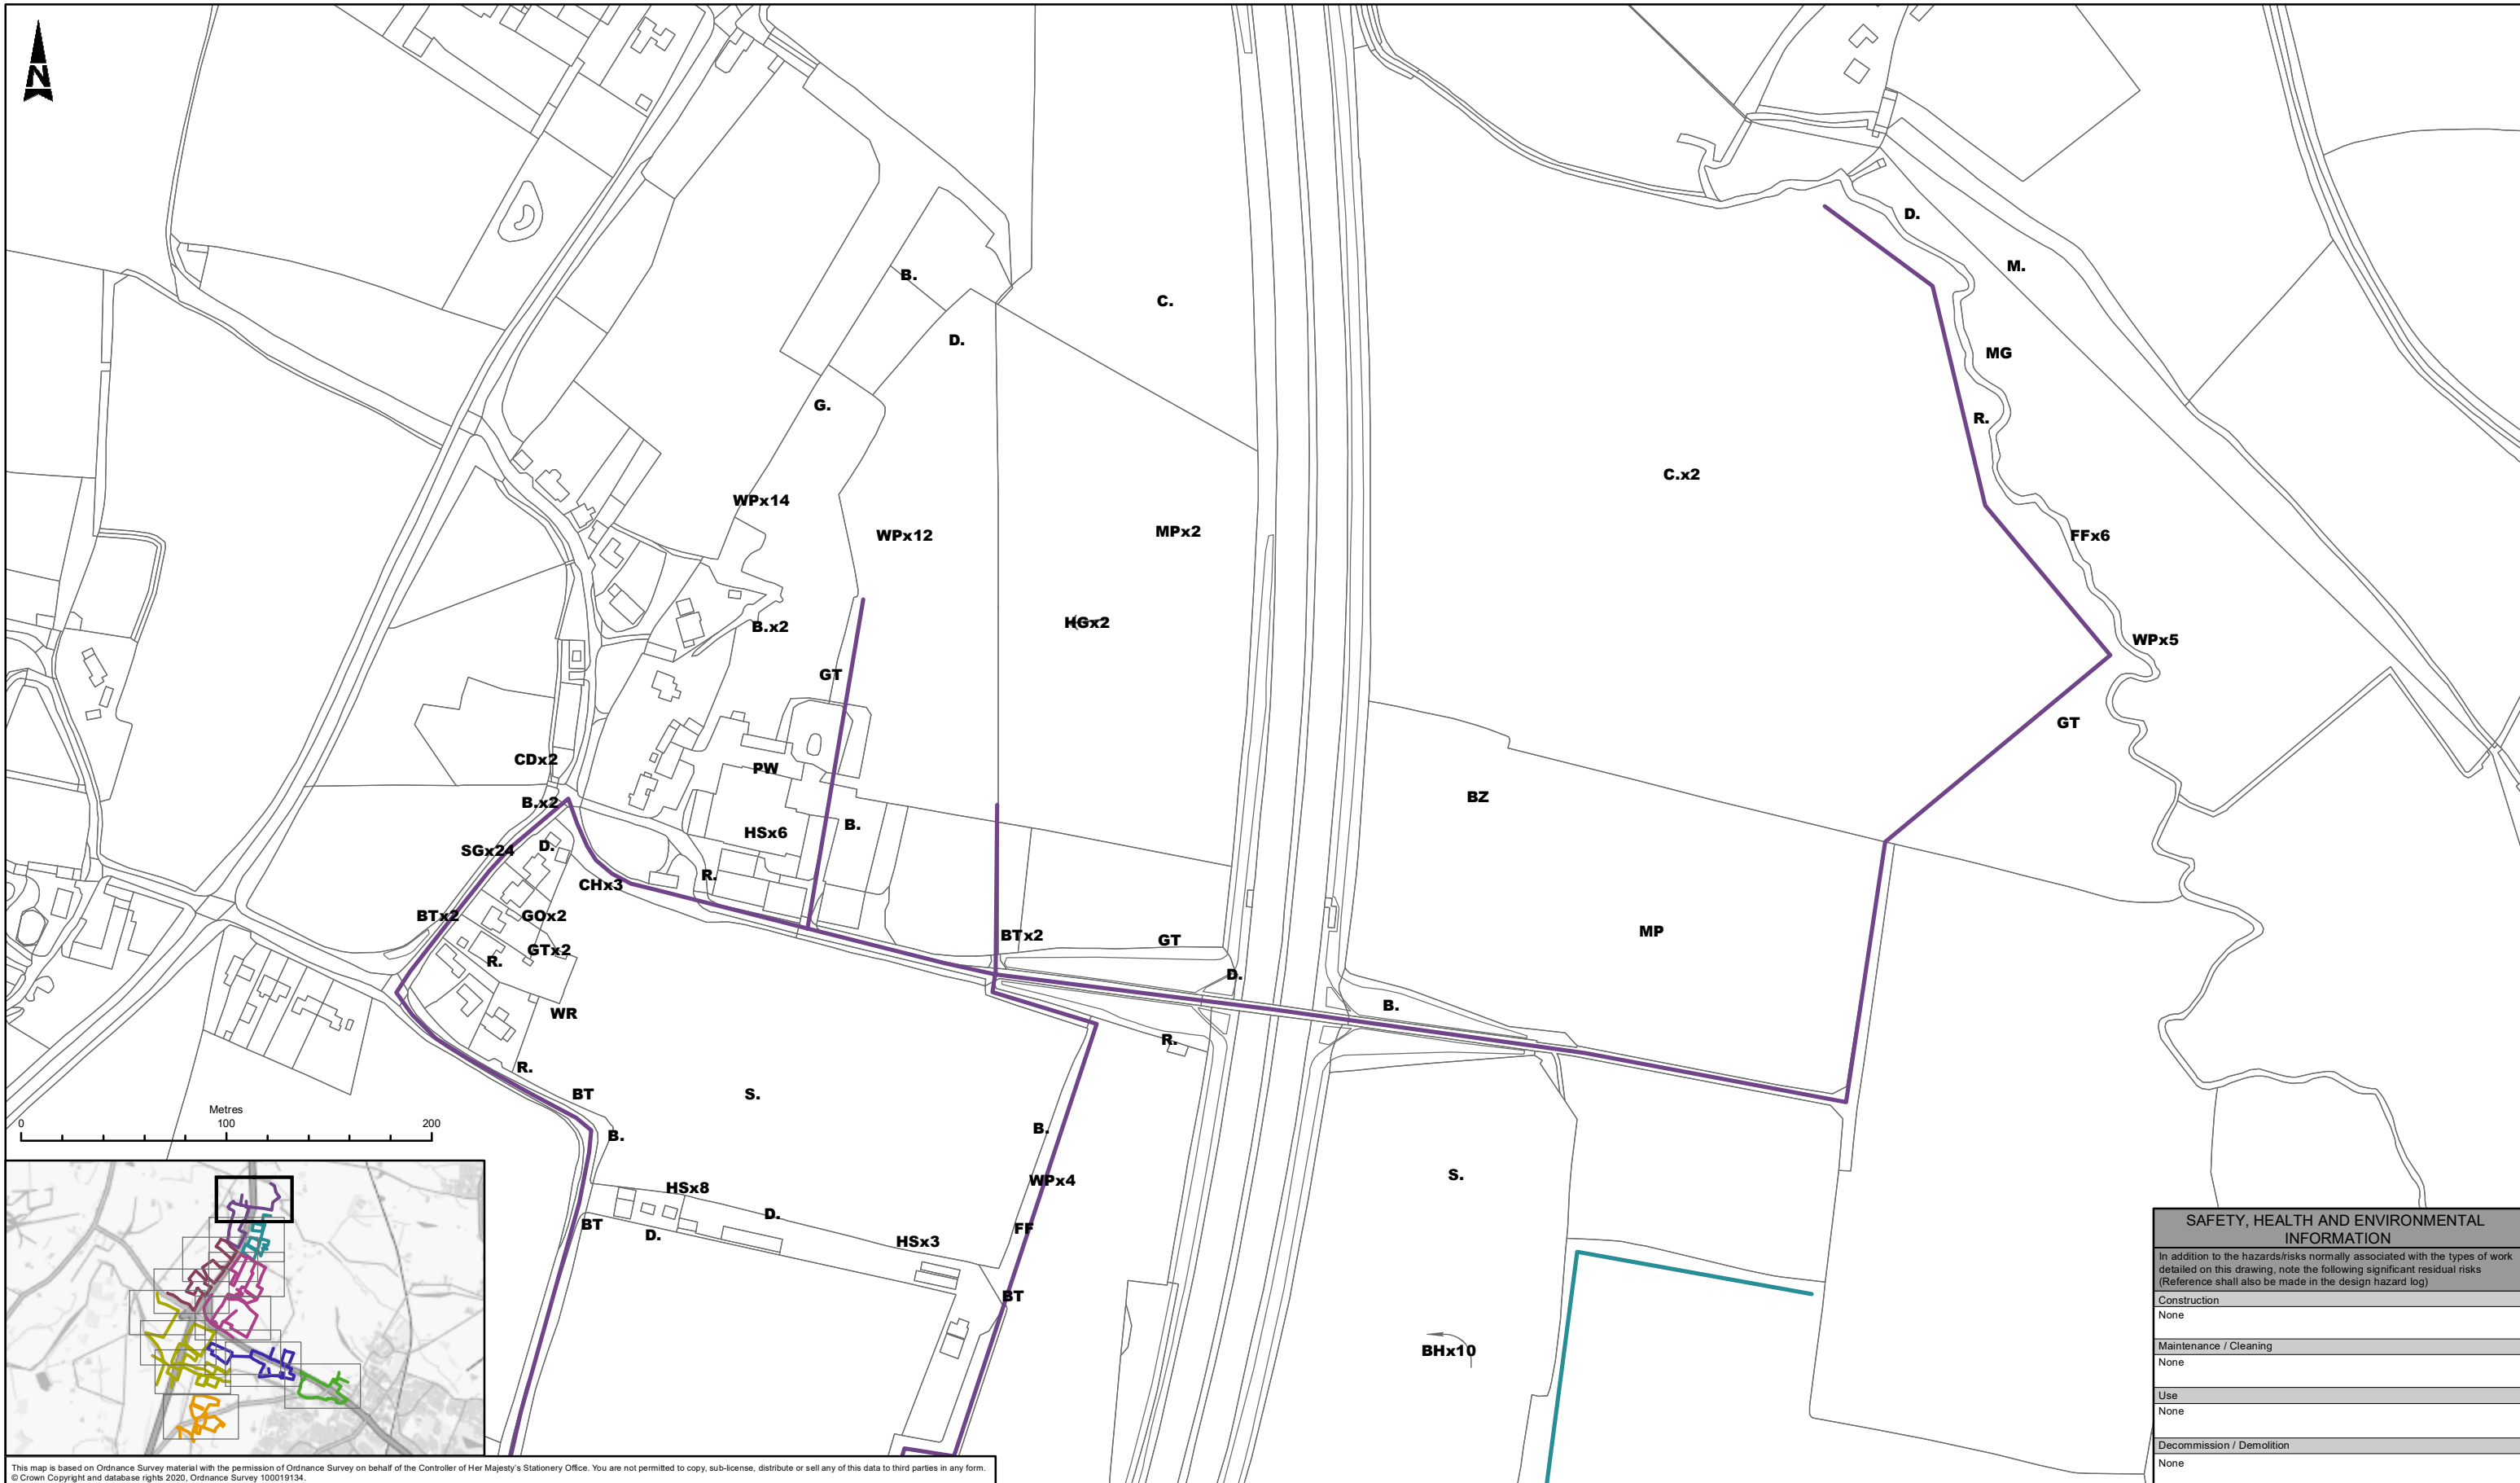 N
D.
M.
B.
C.
D.
MG
G.
R.
C.x2
WPx14
WPx12
MPx2
FFx6
HGx2
B.x2
WPx5
GT
GT
CDx2
PW
BZ
B.x2
HSx6
B.
SGx24
D.
R.
CHx3
BTx2
GOx2
BTx2
GT
MP
GTx2
R.
D.
B.
WR
R.
R.
BT
S.
B.
B.
S.
WPx4
HSx8
D.
BT
D.
FF
HSx3
BT
BHx10
Metres
0 100 200
SAFETY, HEALTH AND ENVIRONMENTAL
INFORMATION
In addition to the hazards/risks normally associated with the types of work
detailed on this drawing, note the following significant residual risks
(Reference shall also be made in the design hazard log)
Construction
None
Maintenance / Cleaning
None
Use
None
Decommission / Demolition
None
This map is based on Ordnance Survey material with the permission of Ordnance Survey on behalf of the Controller of Her Majesty's Stationery Office. You are not permitted to copy, sub-license, distribute or sell any of this data to third parties in any form.
© Crown Copyright and database rights 2020, Ordnance Survey 100019134.